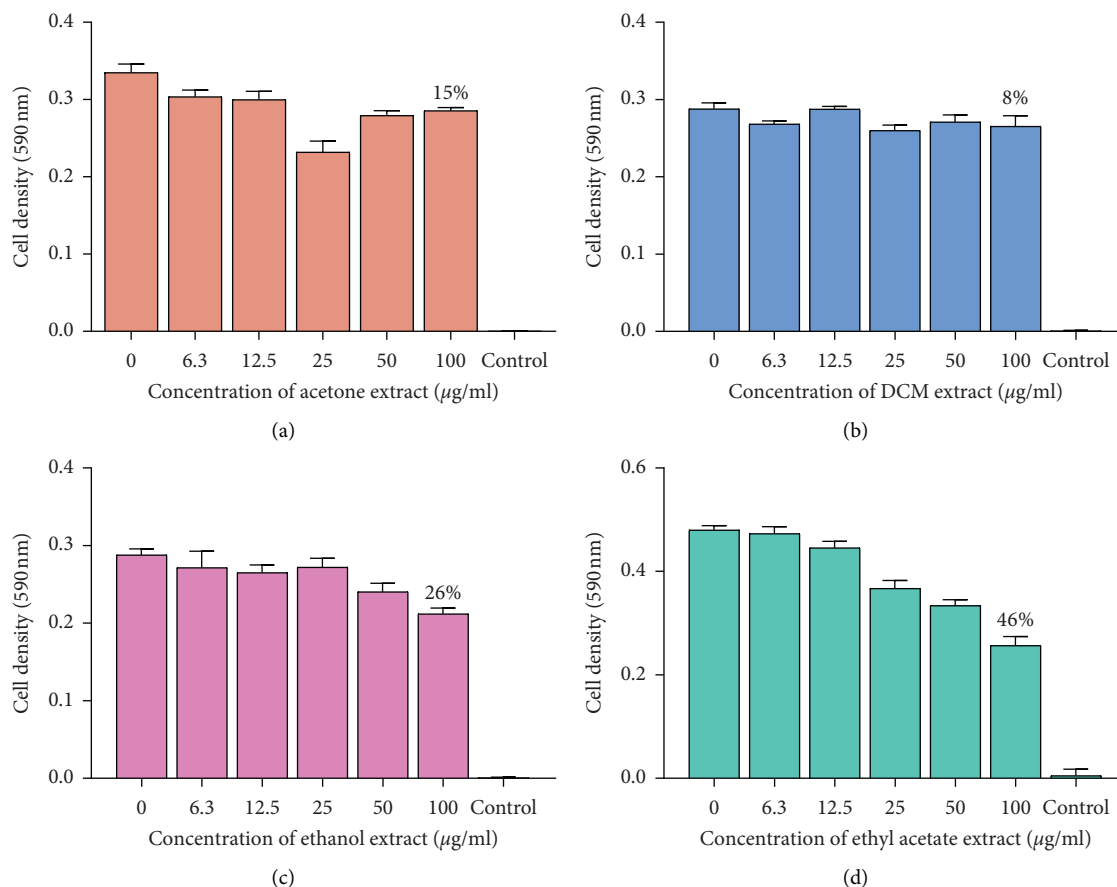 0.4
0.3
0.2
0.1
0.0
Cell density (590 nm)
15%
0 6.3 12.5 25 50 100 Control
Concentration of acetone extract (μg/ml)
(a)
0.4
0.3
0.2
0.1
0.0
Cell density (590 nm)
8%
0 6.3 12.5 25 50 100 Control
Concentration of DCM extract (μg/ml)
(b)
0.4
0.3
0.2
0.1
0.0
Cell density (590 nm)
26%
0 6.3 12.5 25 50 100 Control
Concentration of ethanol extract (μg/ml)
(c)
0.6
0.4
0.2
0.0
Cell density (590 nm)
46%
0 6.3 12.5 25 50 100 Control
Concentration of ethyl acetate extract (μg/ml)
(d)